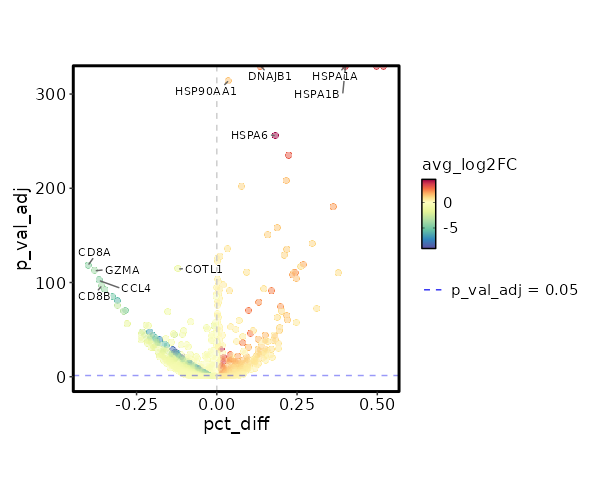 DNAJB1
HSPA1A
HSP90AA1
HSPA1B
HSPA6
CD8A
GZMA
COTL1
CCL4
CD8B
300
200
100
0
p_val_adj
-0.25
0.00
0.25
0.50
pct_diff
avg_log2FC
0
-5
p_val_adj = 0.05